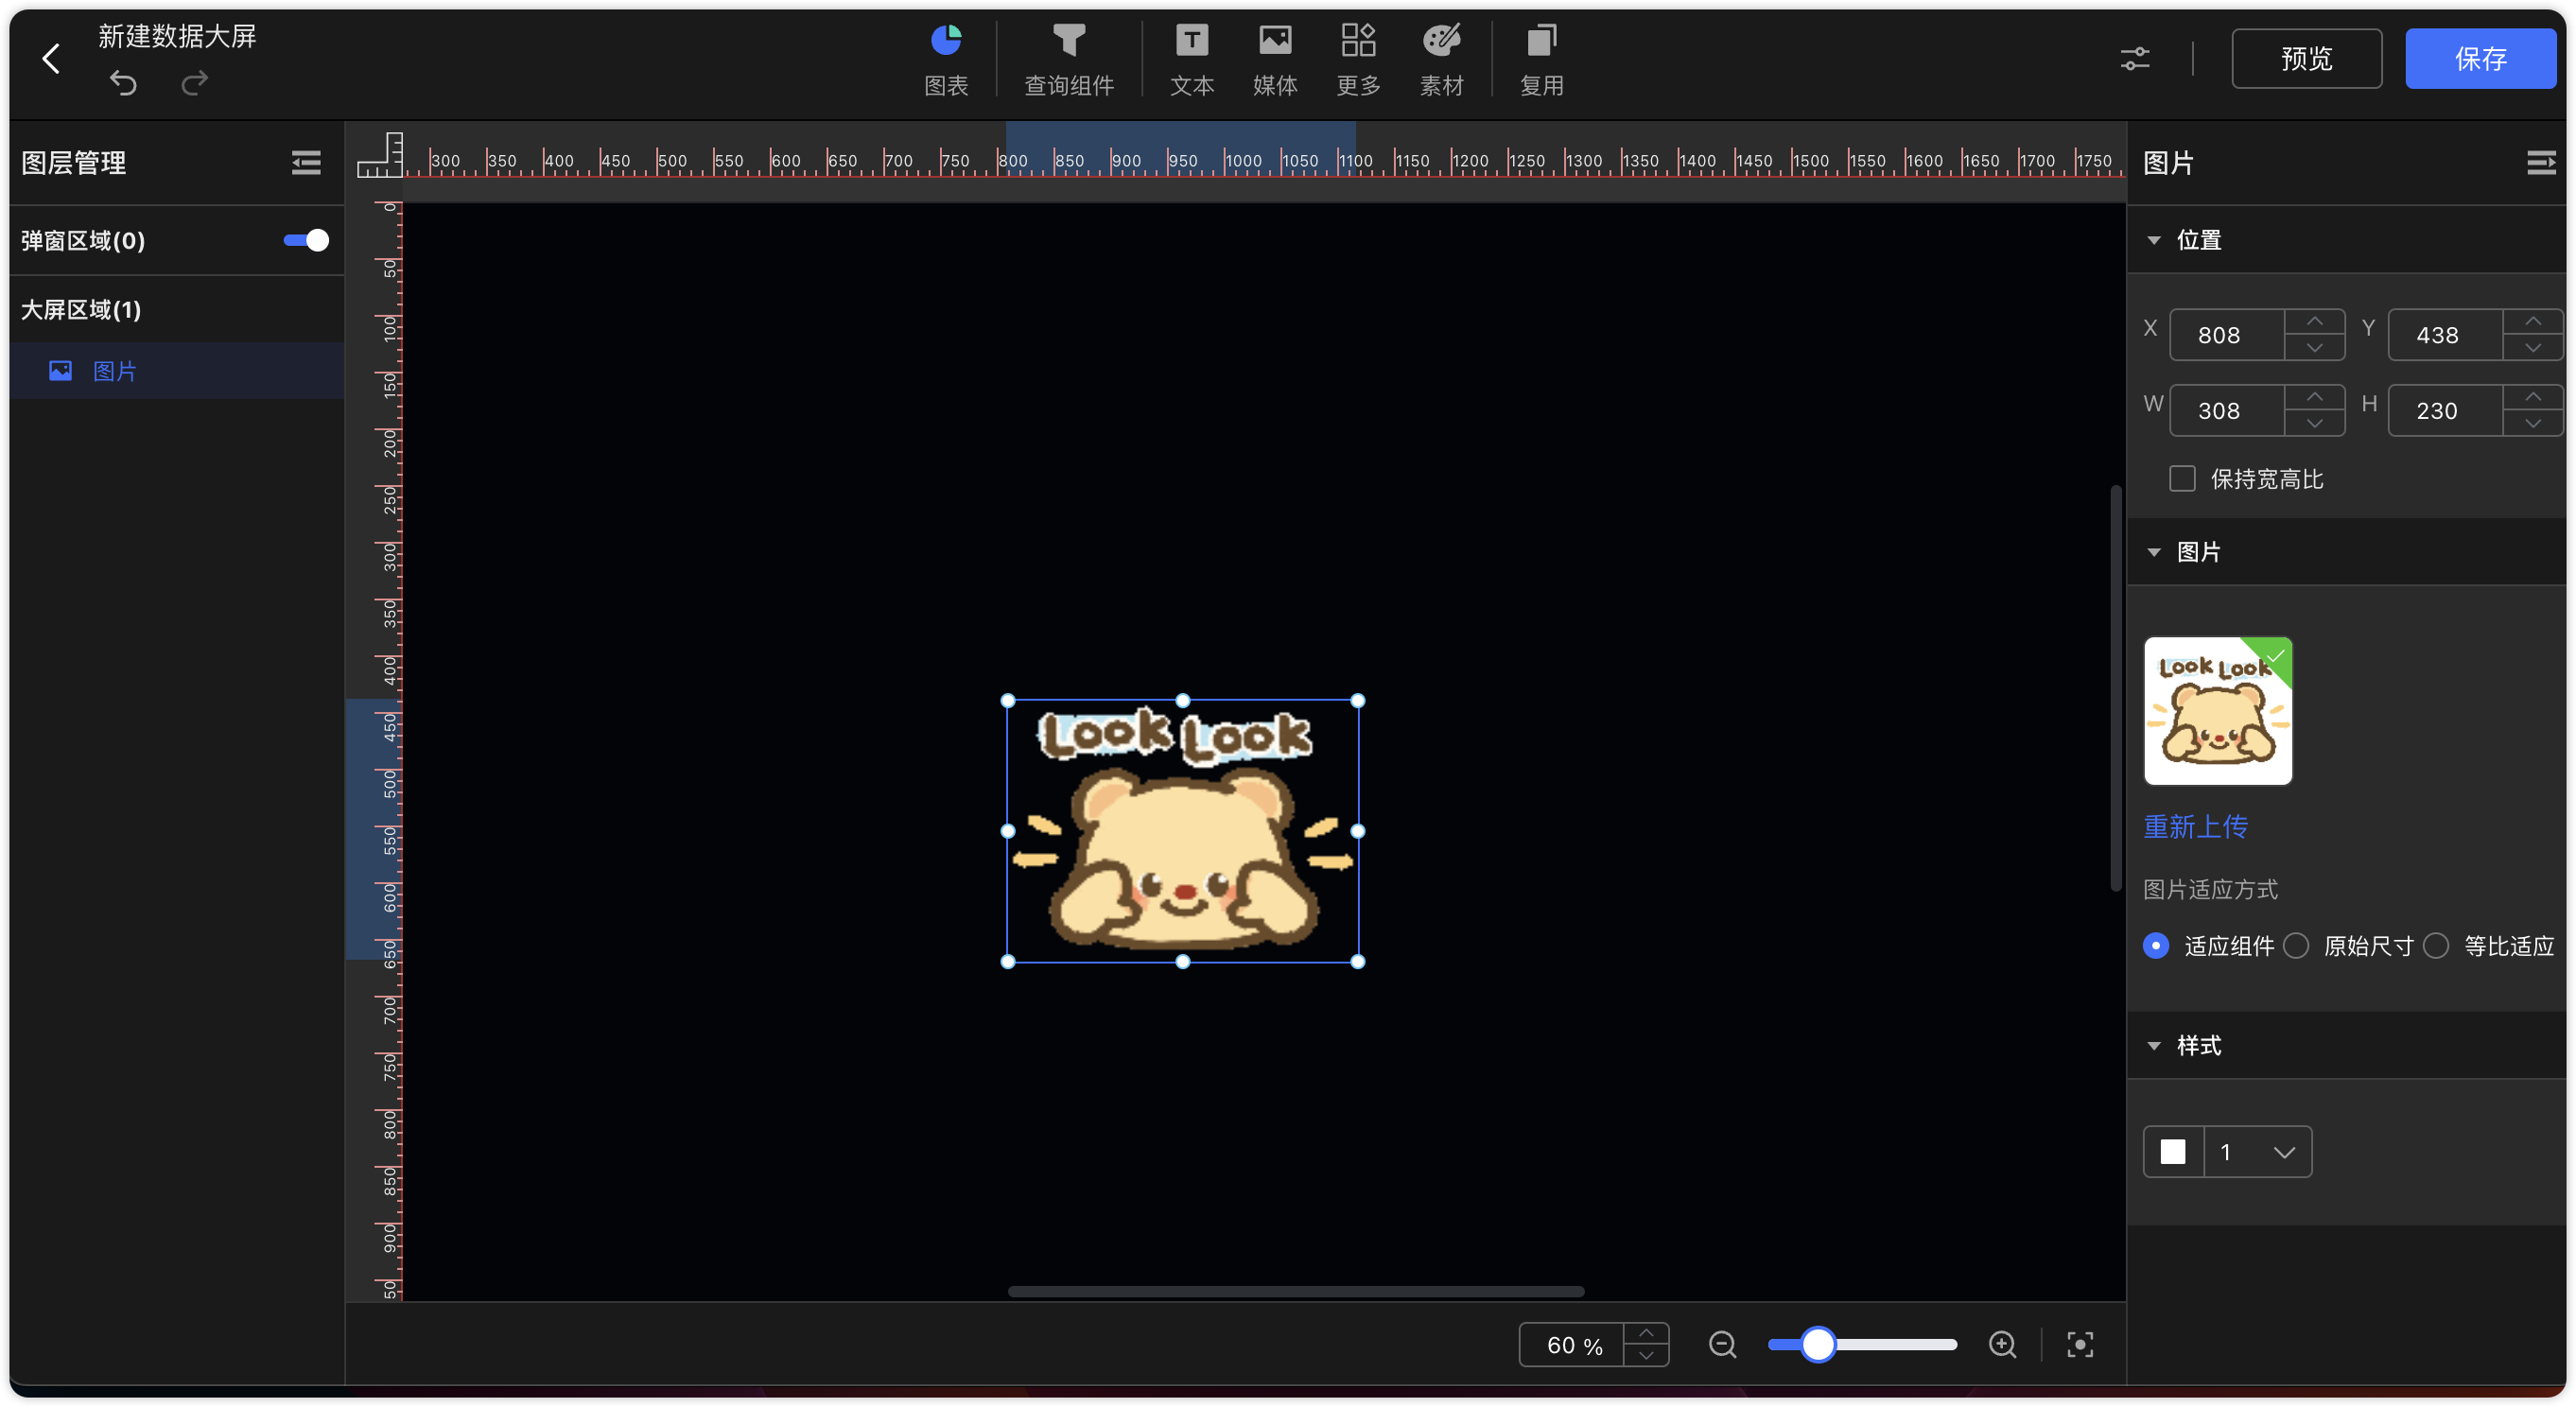 新建数据大屏
图表
查询组件
文本
媒体
更多
素材
复用
预览
保存
图层管理
弹窗区域(0)
大屏区域(1)
图片
300 350 400 450 500 550 600 650 700 750 800 850 900 950 1000 1050 1100 1150 1200 1250 1300 1350 1400 1450 1500 1550 1600 1650 1700 1750
0
50
100
150
200
250
300
350
400
450
500
550
600
650
700
750
800
850
900
50
Look Look
60 %
图片
位置
X 808 Y 438
W 308 H 230
保持宽高比
图片
Look Look
重新上传
图片适应方式
适应组件 原始尺寸 等比适应
样式
1